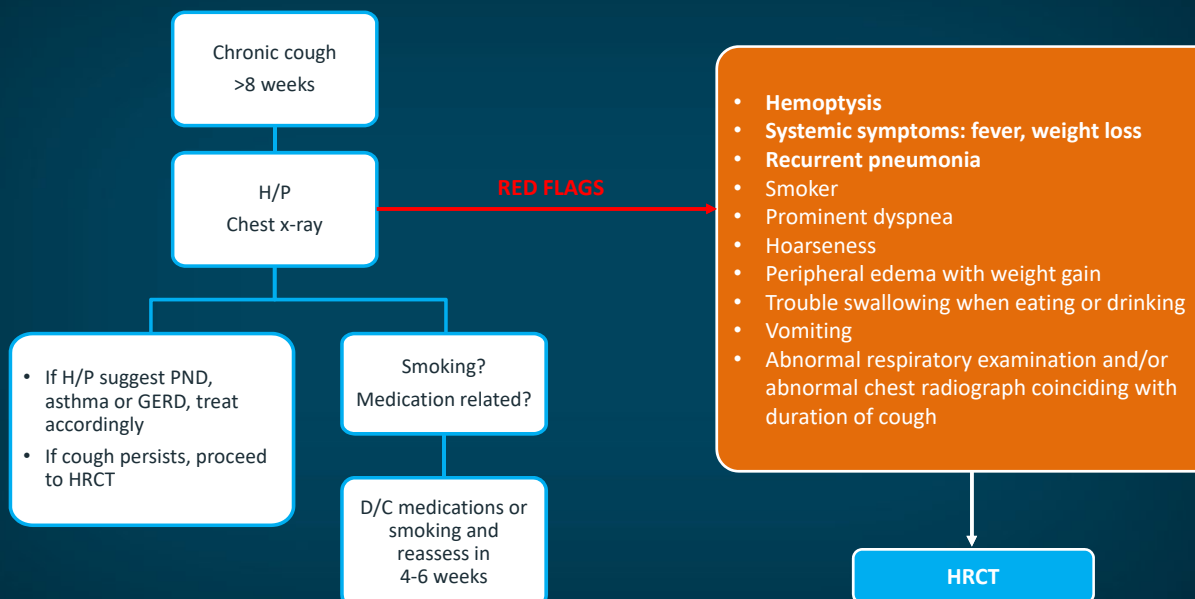 Chronic cough
>8 weeks
H/P
Chest x-ray
RED FLAGS
• Hemoptysis
• Systemic symptoms: fever, weight loss
• Recurrent pneumonia
• Smoker
• Prominent dyspnea
• Hoarseness
• Peripheral edema with weight gain
• Trouble swallowing when eating or drinking
• Vomiting
• Abnormal respiratory examination and/or
abnormal chest radiograph coinciding with
duration of cough
• If H/P suggest PND,
asthma or GERD, treat
accordingly
• If cough persists, proceed
to HRCT
Smoking?
Medication related?
D/C medications or
smoking and
reassess in
4-6 weeks
HRCT